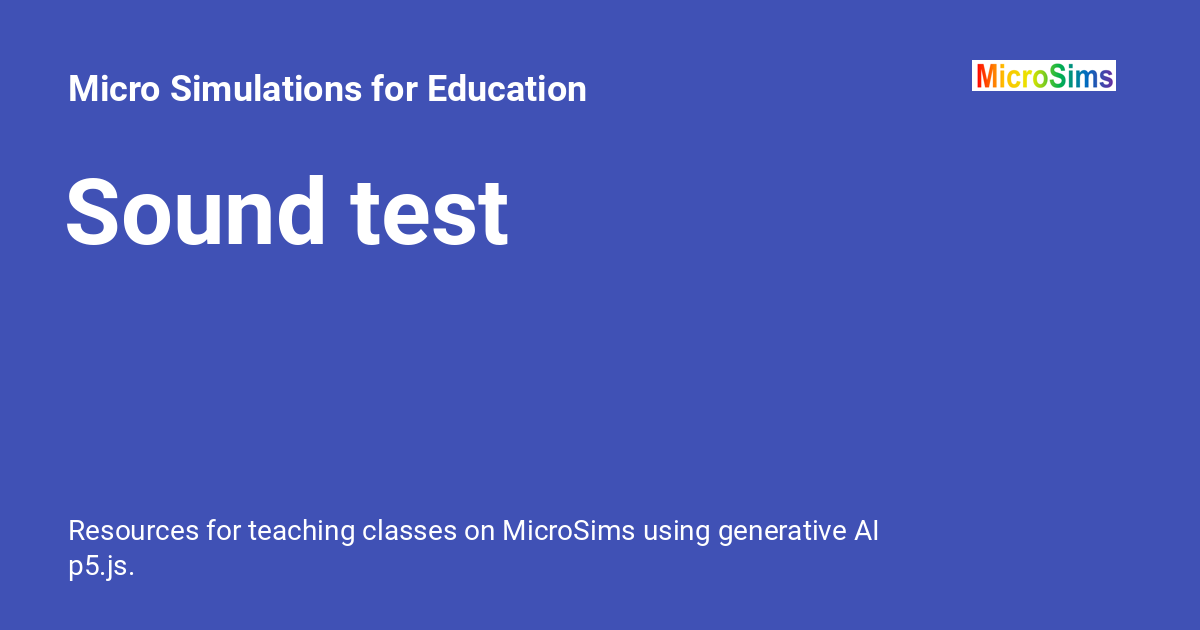 Micro Simulations for Education
MicroSims
Sound test
Resources for teaching classes on MicroSims using generative AI
p5.js.